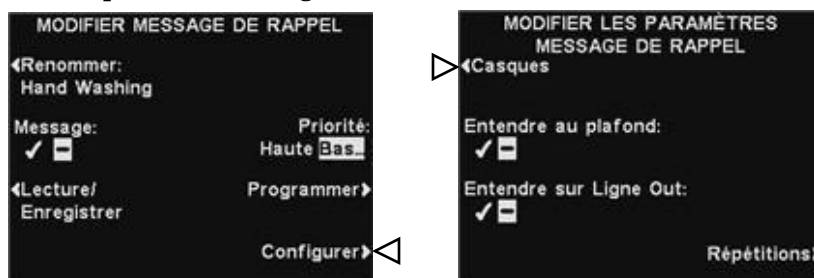 MODIFIER MESSAGE DE RAPPEL
Renommer:
Hand Washing
Message:
Priorité:
Haute Bas…
Lecture/
Enregistrer
Programmer
Configurer
MODIFIER LES PARAMÈTRES
MESSAGE DE RAPPEL
Casques
Entendre au plafond:
Entendre sur Ligne Out:
Répétitions